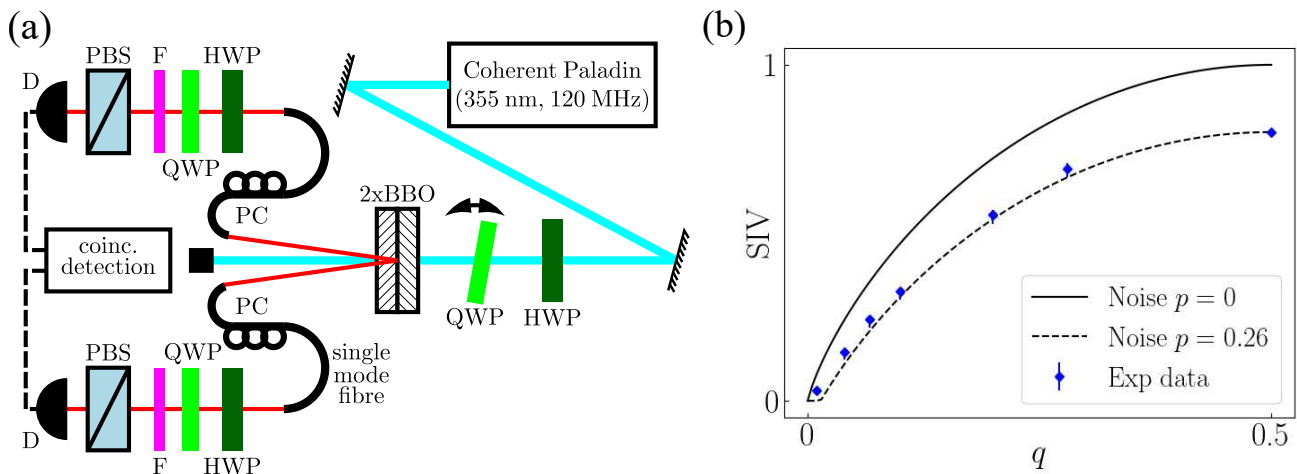 (a)
PBS
F
HWP
D
QWP
PC
Coherent Paladin
(355 nm, 120 MHz)
2xBBO
coinc.
detection
QWP
HWP
PC
PBS
QWP
single
mode
fibre
D
F
HWP
(b)
1
SIV
0
Noise p = 0
Noise p = 0.26
Exp data
0
0.5
q